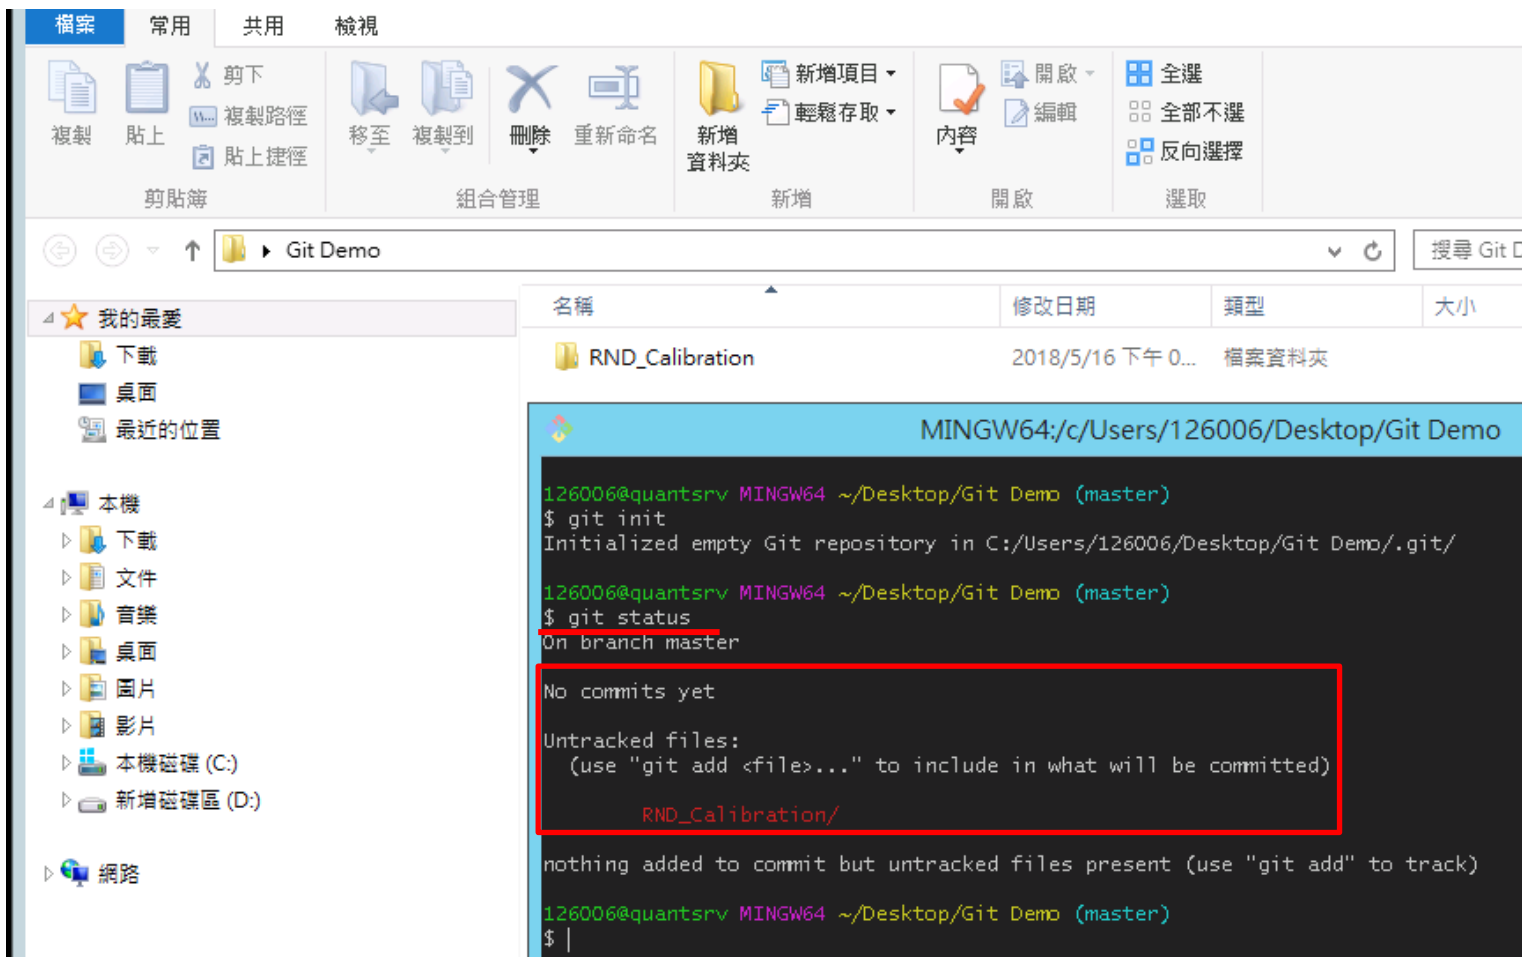 檔案 常用 共用 檢視
複製 貼上 剪下 複製路徑 貼上捷徑
移至 複製到 刪除 重新命名
新增資料夾 新增項目 輕鬆存取
內容 開啟 編輯
全選 全部不選 反向選擇
剪貼簿 組合管理 新增 開啟 選取
Git Demo 搜尋 Git D
我的最愛
下載
桌面
最近的位置
本機
下載
文件
音樂
桌面
圖片
影片
本機磁碟 (C:)
新增磁碟區 (D:)
網路
名稱 修改日期 類型 大小
RND_Calibration 2018/5/16 下午 0... 檔案資料夾
MINGW64:/c/Users/126006/Desktop/Git Demo
126006@quantsrv MINGW64 ~/Desktop/Git Demo (master)
$ git init
Initialized empty Git repository in C:/Users/126006/Desktop/Git Demo/.git/
126006@quantsrv MINGW64 ~/Desktop/Git Demo (master)
$ git status
On branch master
No commits yet
Untracked files:
(use "git add <file>..." to include in what will be committed)
RND_Calibration/
nothing added to commit but untracked files present (use "git add" to track)
126006@quantsrv MINGW64 ~/Desktop/Git Demo (master)
$